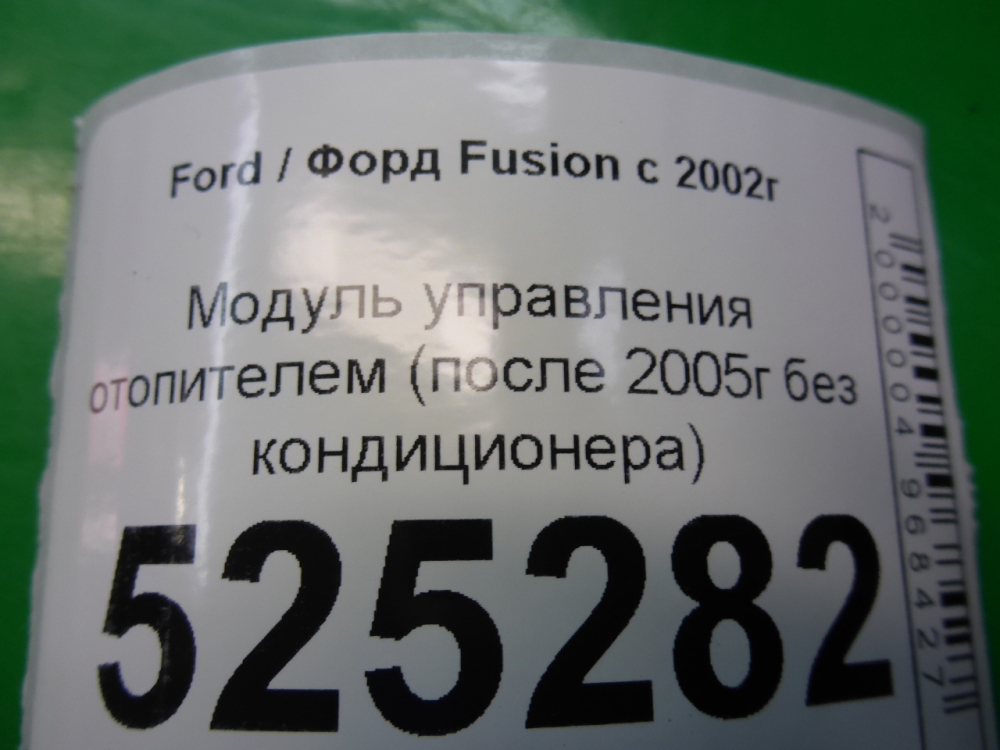 Ford / Форд Fusion с 2002г
Модуль управления
отопителем (после 2005г без
кондиционера)
525282
2000004968427